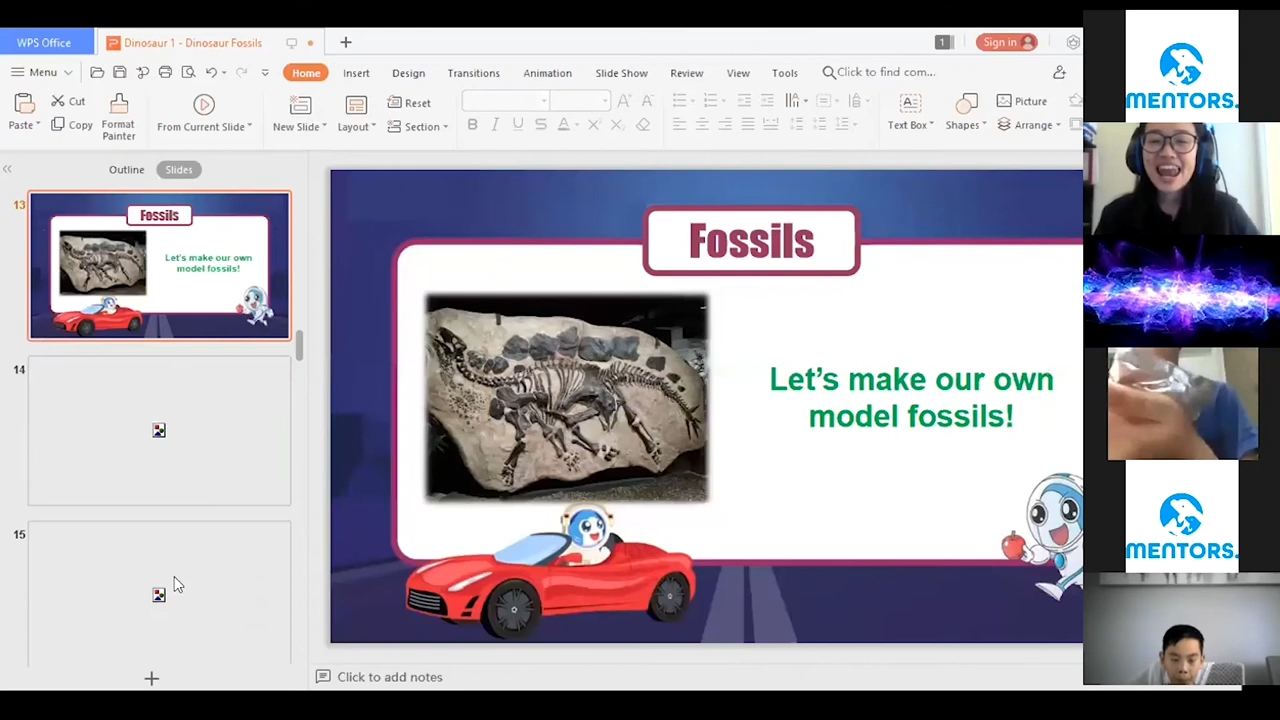 WPS Office
Dinosaur 1 - Dinosaur Fossils
1
Sign in
Menu
Home
Insert
Design
Transitions
Animation
Slide Show
Review
View
Tools
Click to find com...
Paste
Cut
Copy
Format
Painter
From Current Slide
New Slide
Layout
Reset
Section
B I U S A
Text Box
Shapes
Picture
Arrange
Outline
Slides
13
Fossils
Let's make our own
model fossils!
14
15
Fossils
Let's make our own
model fossils!
Click to add notes
MENTORS.
MENTORS.